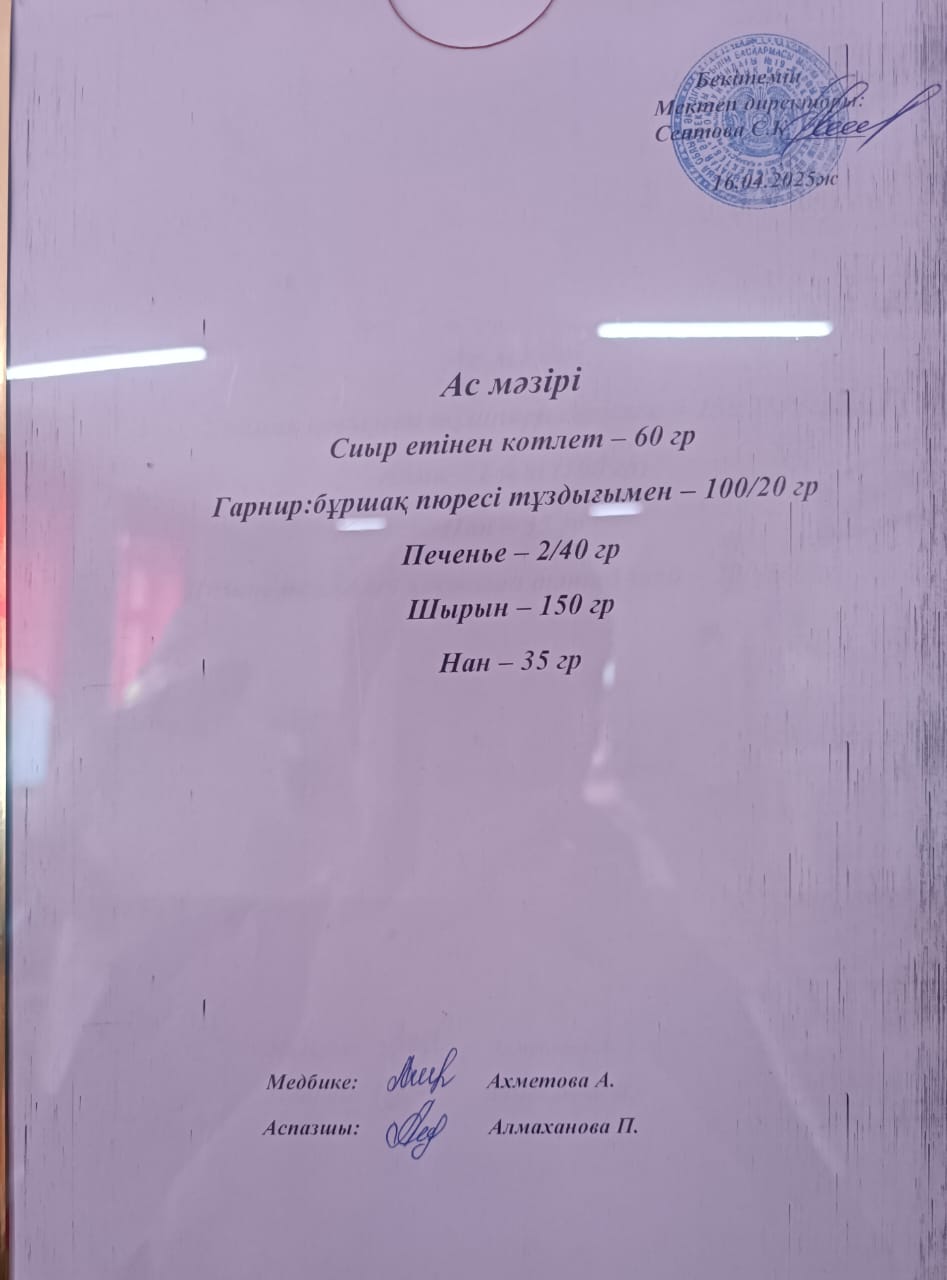 Бекітемін
Мектеп директоры:
Сеитова С.К
16.04.2025ж
Ас мәзірі
Сиыр етінен котлет – 60 гр
Гарнир:бұршақ пюресі тұздығымен – 100/20 гр
Печенье – 2/40 гр
Шырын – 150 гр
Нан – 35 гр
Медбике: Ахметова А.
Аспазшы: Алмаханова П.